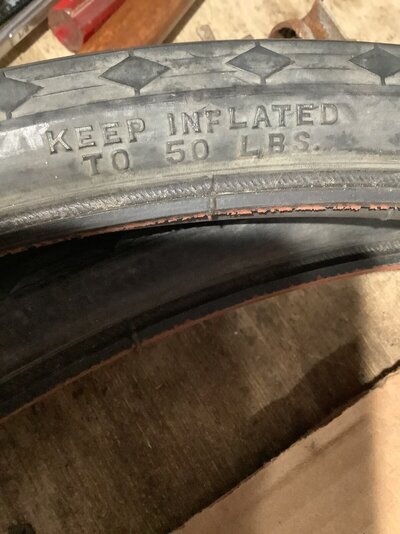 KEEP INFLATED
TO 50 LBS.